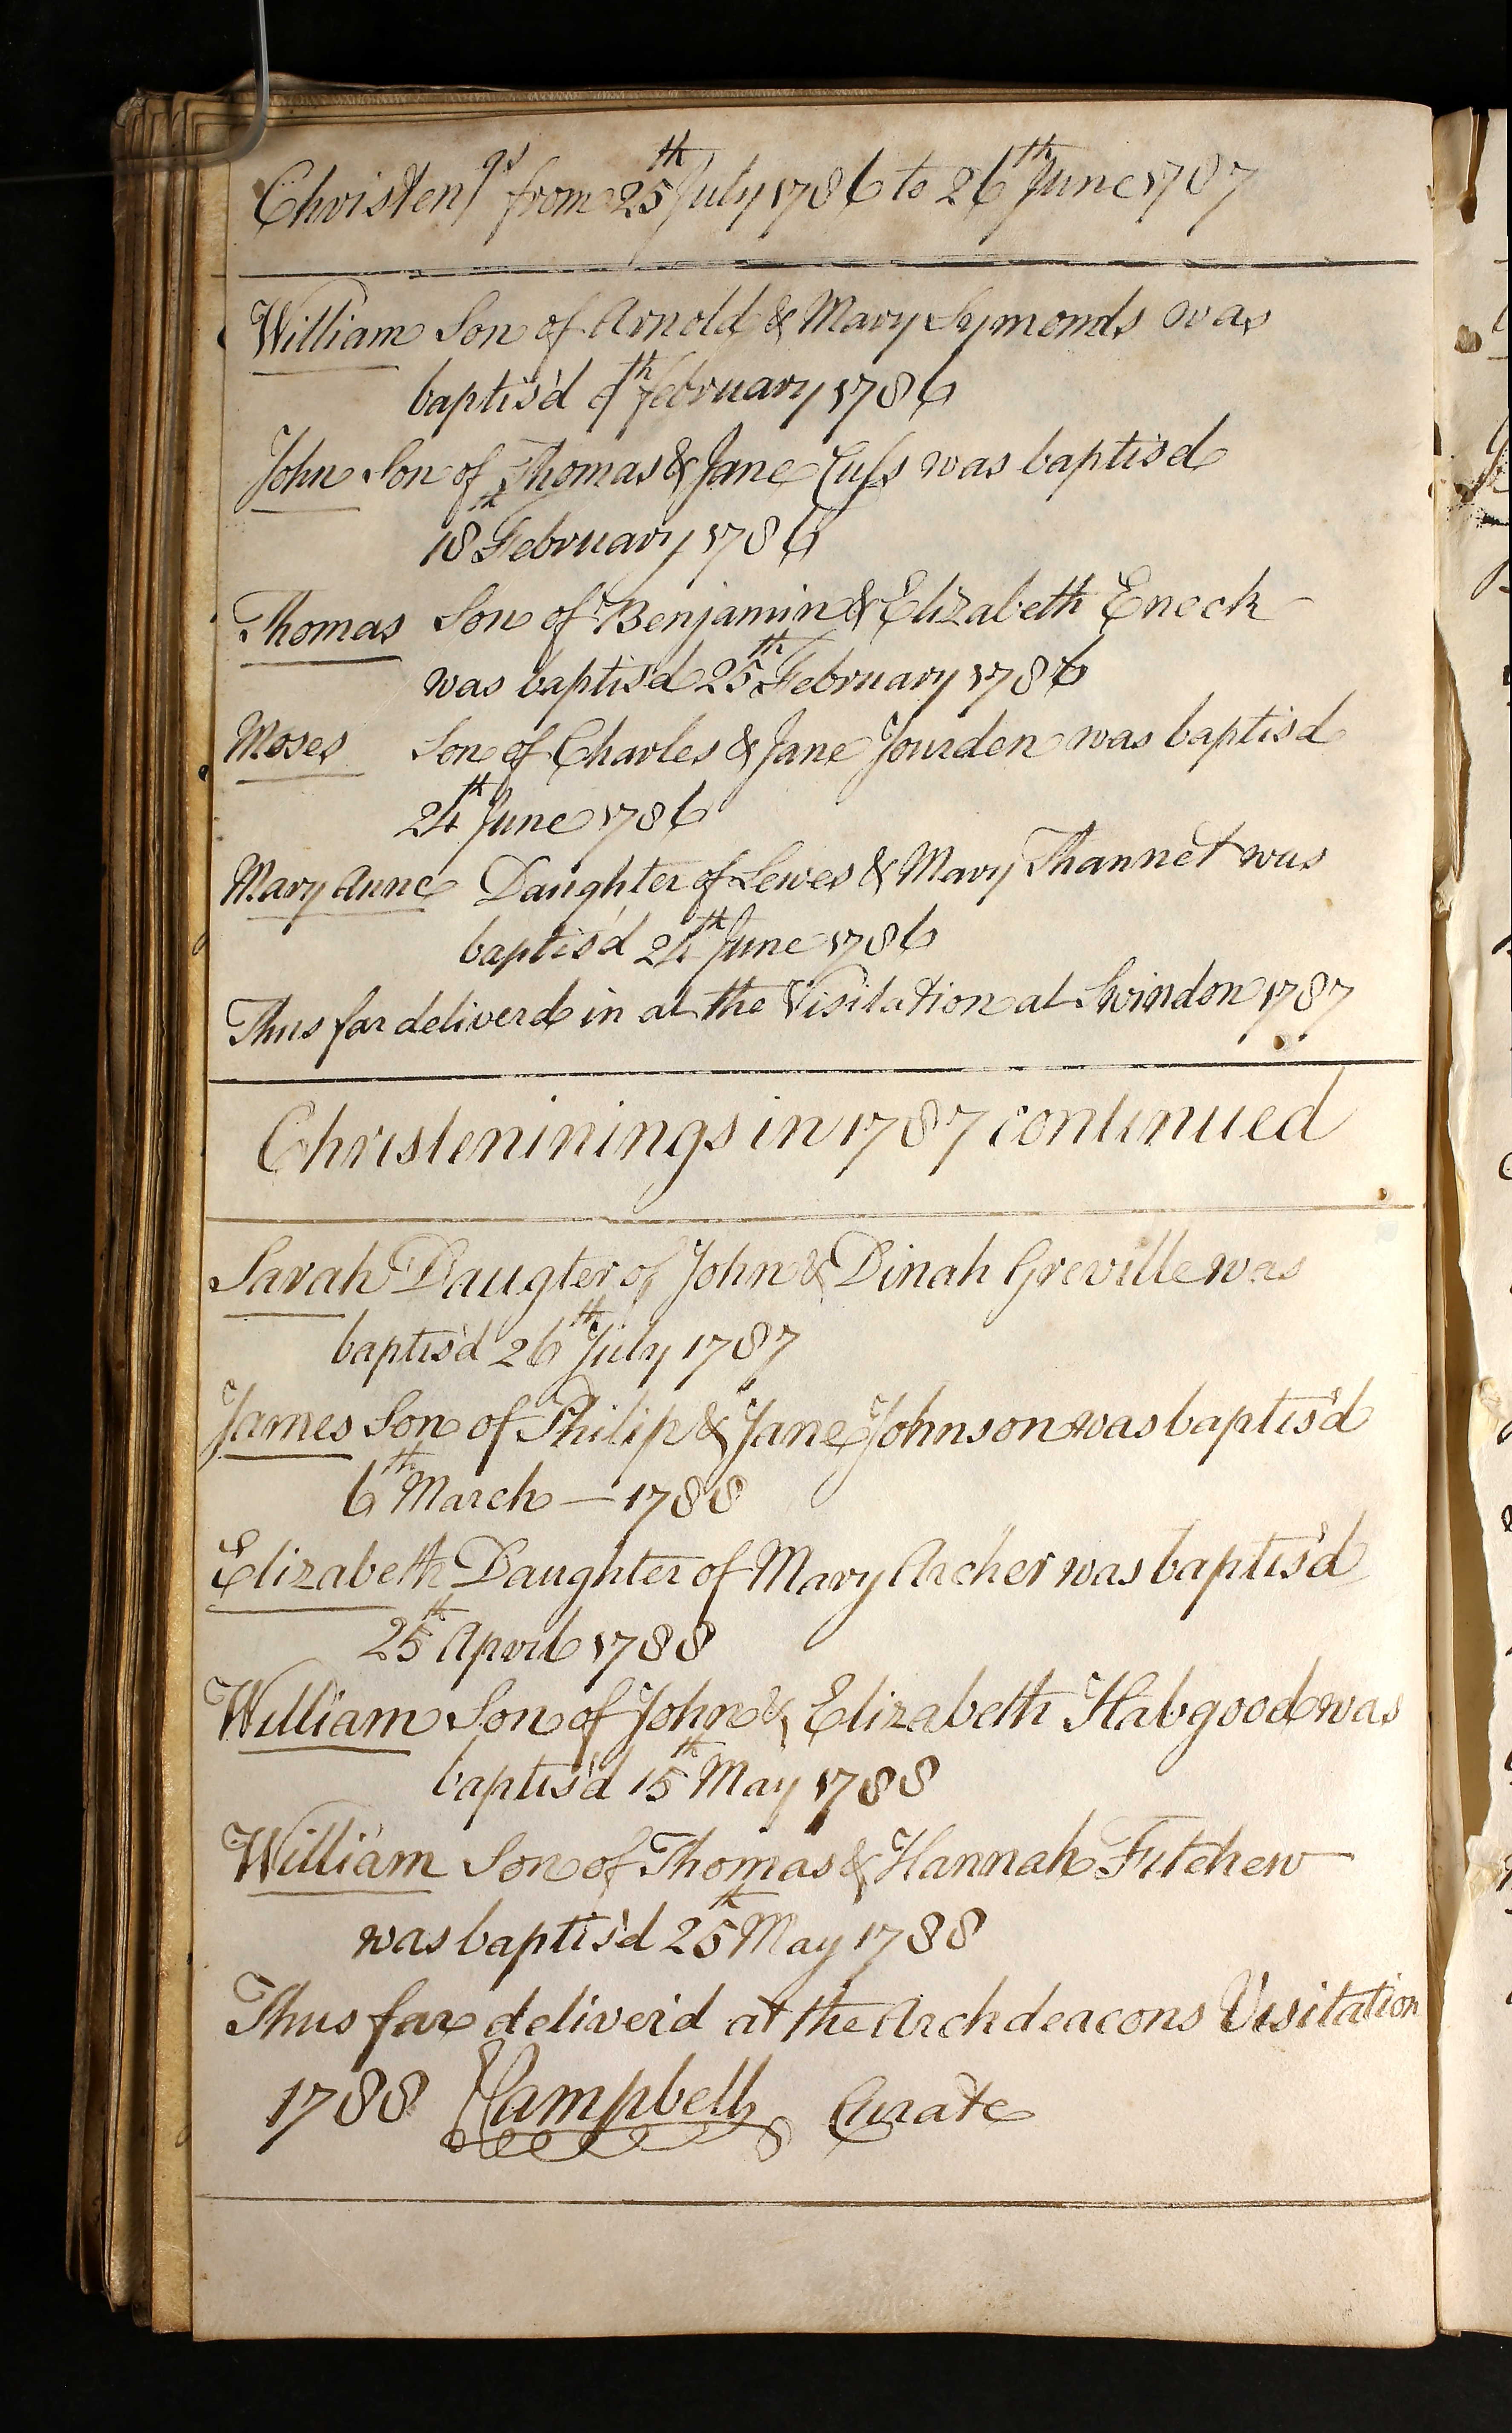 Christen^gs from 25^th July 1786 to 26^th June 1787
William Son of Arnold & Mary Symonds was
baptis'd 4^th February 1786
John Son of Thomas & Jane Cuss was baptis'd
18^th February 1786
Thomas Son of Benjamin & Elizabeth Eneck
was baptis'd 25^th February 1786
Moses Son of Charles & Jane Jourden was baptis'd
24^th June 1786
Mary Anne Daughter of Lewes & Mary Thannet was
baptis'd 24^th June 1786
Thus far deliverd in at the Visitation at Swindon 1787
Christeninings in 1787 continued
Sarah Daugter of John & Dinah Greville was
baptis'd 26^th July 1787
James Son of Philip & Jane Johnson was baptis'd
6^th March — 1788
Elizabeth Daughter of Mary Archer was baptis'd
25^th April 1788
William Son of John & Elizabeth Habgood was
baptis'd 15^th May 1788
William Son of Thomas & Hannah Fitchew
was baptis'd 25^th May 1788
Thus far deliver'd at the Archdeacons Visitation
1788 Campbell Curate